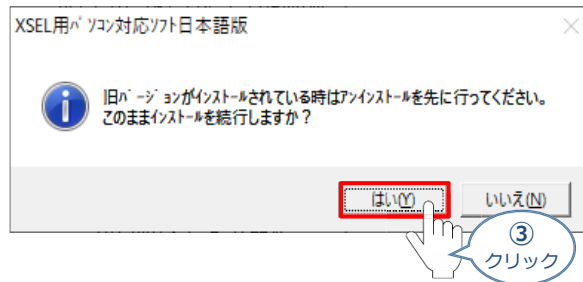 XSEL用ﾊﾟｿｺﾝ対応ｿﾌﾄ日本語版
旧ﾊﾞｰｼﾞｮﾝがｲﾝｽﾄｰﾙされている時はｱﾝｲﾝｽﾄｰﾙを先に行ってください。
このままｲﾝｽﾄｰﾙを続行しますか？
はい(Y)
いいえ(N)
③
クリック